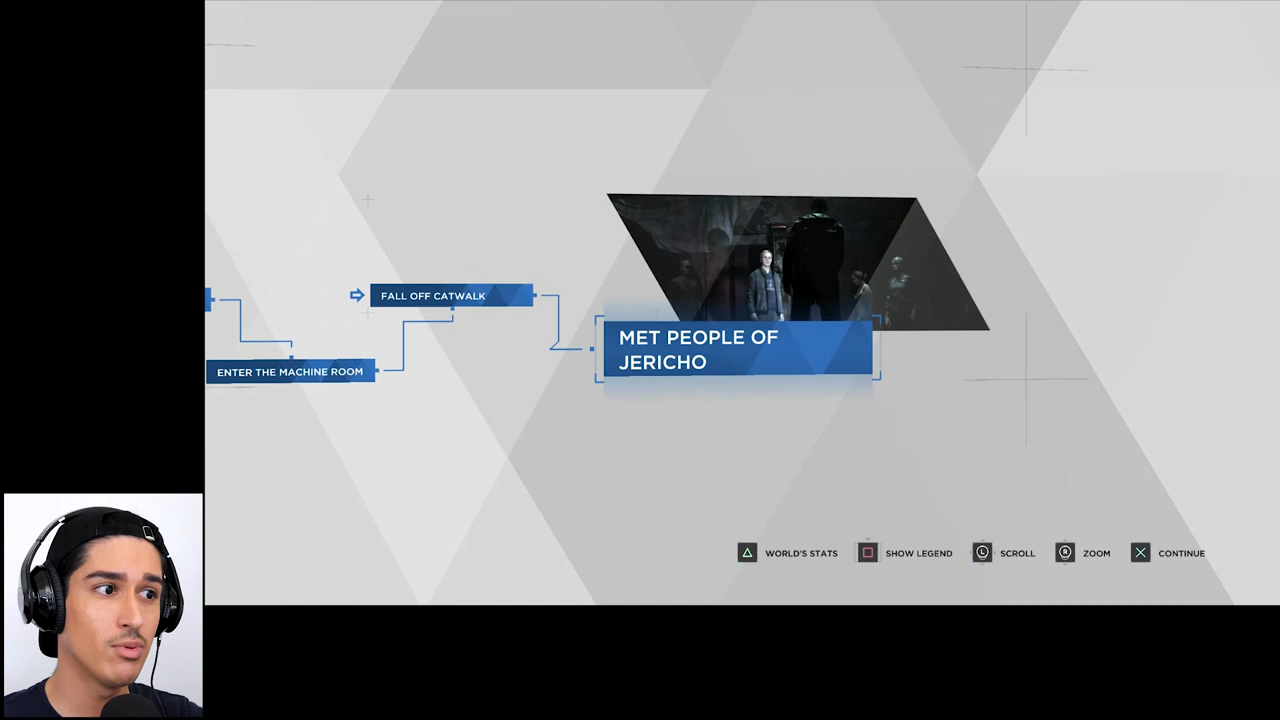 FALL OFF CATWALK
MET PEOPLE OF
JERICHO
ENTER THE MACHINE ROOM
WORLD'S STATS
SHOW LEGEND
L
SCROLL
R
ZOOM
CONTINUE